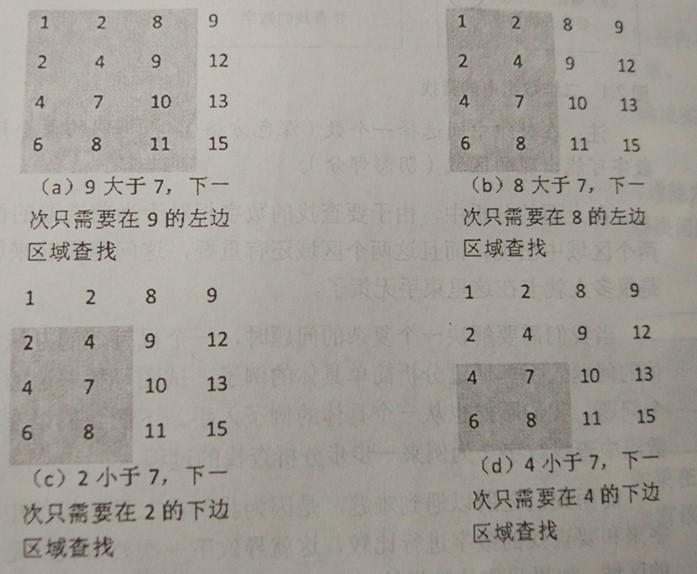 1 2 8 9
2 4 9 12
4 7 10 13
6 8 11 15
（a）9 大于 7，下一
次只需要在 9 的左边
区域查找
1 2 8 9
2 4 9 12
4 7 10 13
6 8 11 15
（b）8 大于 7，下一
次只需要在 8 的左边
区域查找
1 2 8 9
2 4 9 12
4 7 10 13
6 8 11 15
（c）2 小于 7，下一
次只需要在 2 的下边
区域查找
1 2 8 9
2 4 9 12
4 7 10 13
6 8 11 15
（d）4 小于 7，下一
次只需要在 4 的下边
区域查找